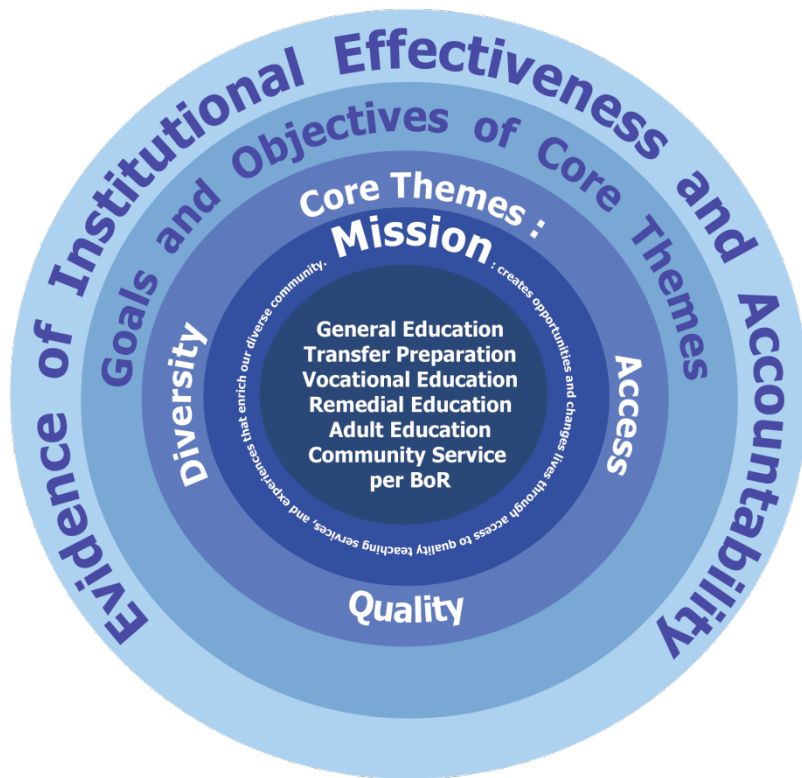 Evidence of Institutional Effectiveness and Accountability
Goals and Objectives of Core Themes
Core Themes :
Access
Quality
Diversity
Mission
: creates opportunities and changes lives through access to quality teaching services, and experiences that enrich our diverse community.
General Education
Transfer Preparation
Vocational Education
Remedial Education
Adult Education
Community Service
per BoR